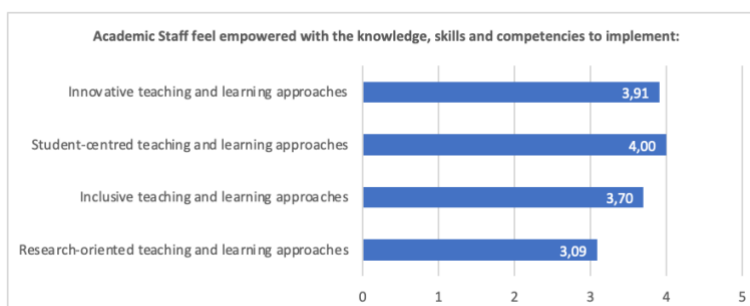 Academic Staff feel empowered with the knowledge, skills and competencies to implement:
Innovative teaching and learning approaches
3,91
Student-centred teaching and learning approaches
4,00
Inclusive teaching and learning approaches
3,70
Research-oriented teaching and learning approaches
3,09
0 1 2 3 4 5